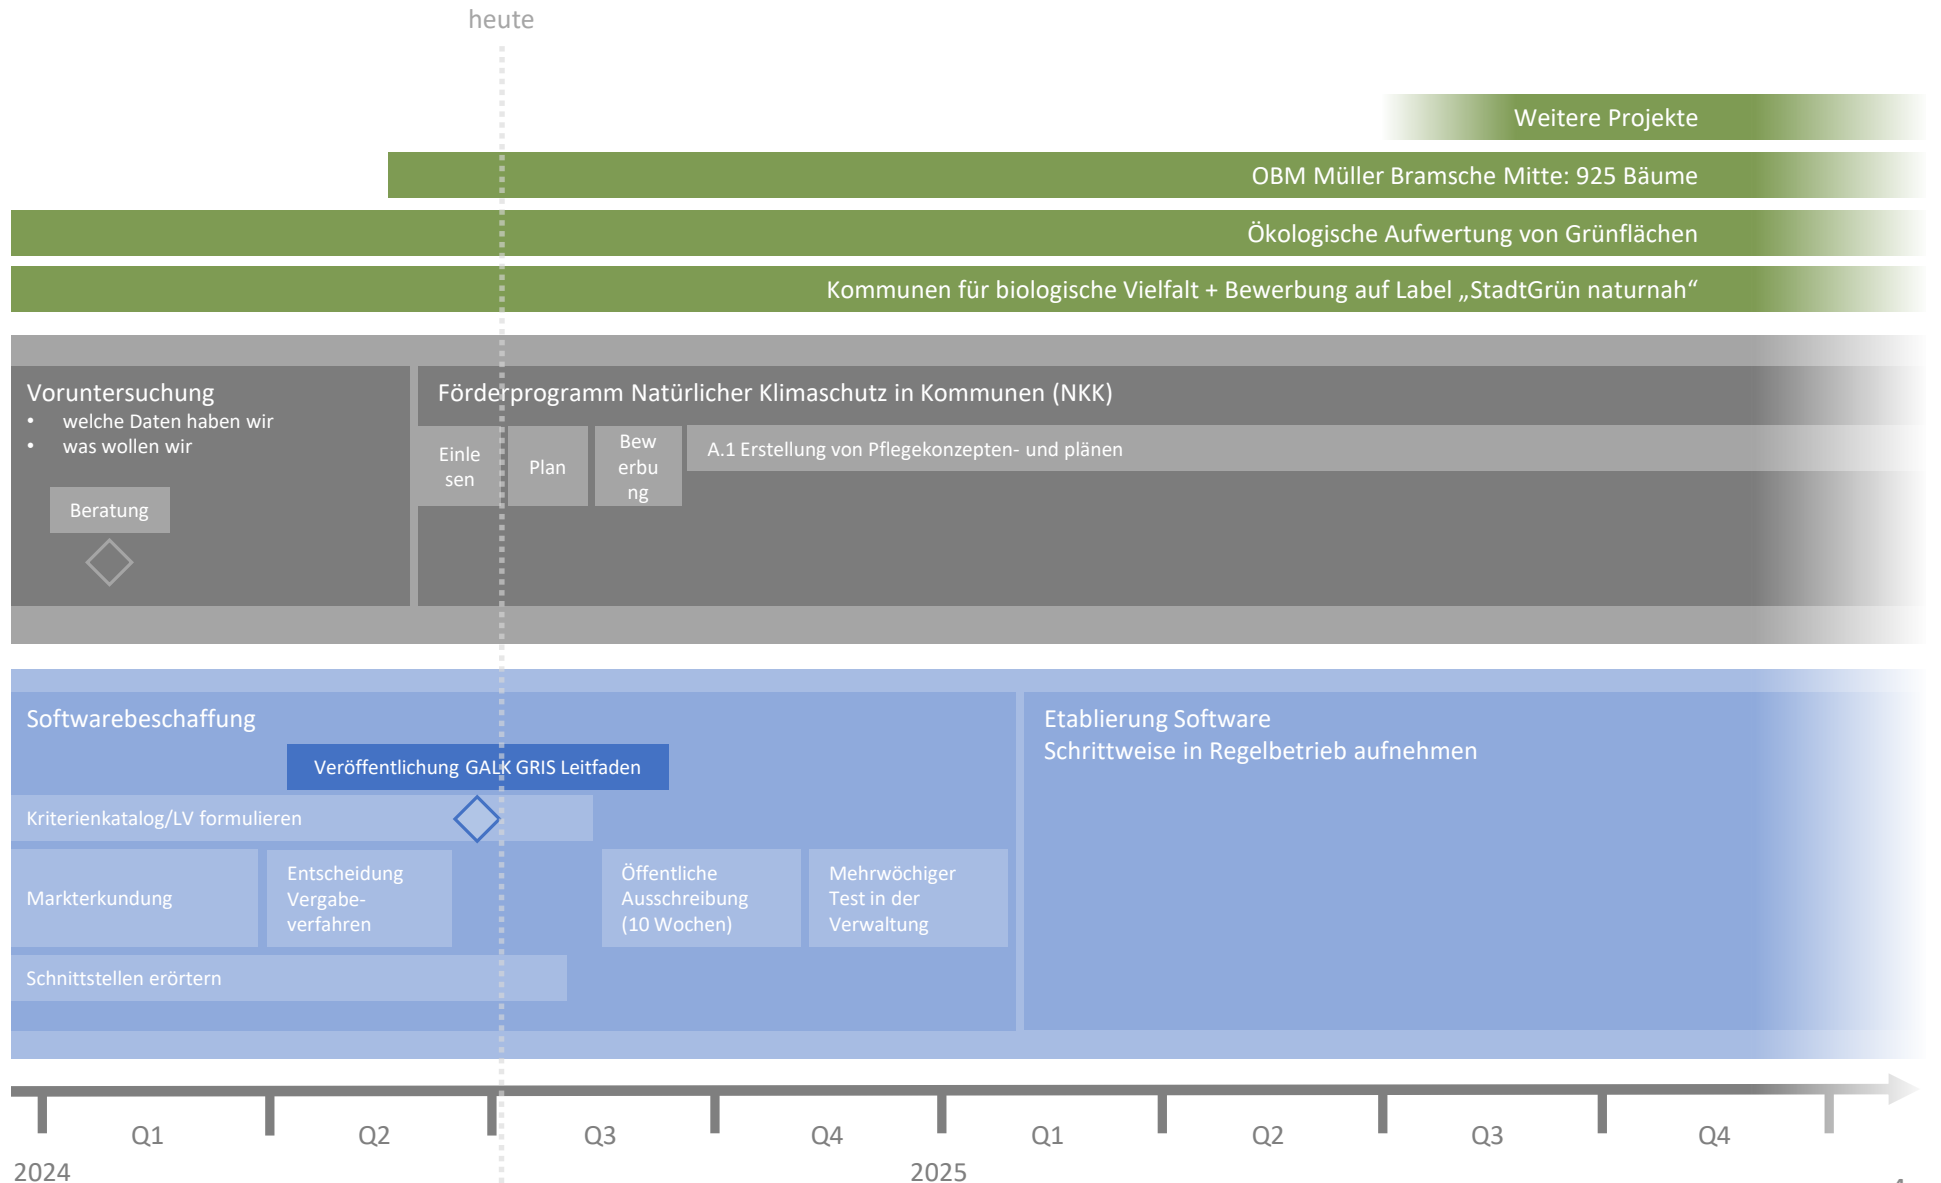 heute
Weitere Projekte
OBM Müller Bramsche Mitte: 925 Bäume
Ökologische Aufwertung von Grünflächen
Kommunen für biologische Vielfalt + Bewerbung auf Label „StadtGrün naturnah“
Voruntersuchung
• welche Daten haben wir
• was wollen wir
Beratung
Förderprogramm Natürlicher Klimaschutz in Kommunen (NKK)
Einle
sen
Plan
Bew
erbu
ng
A.1 Erstellung von Pflegekonzepten- und plänen
Softwarebeschaffung
Veröffentlichung GALK GRIS Leitfaden
Kriterienkatalog/LV formulieren
Markterkundung
Entscheidung
Vergabe-
verfahren
Öffentliche
Ausschreibung
(10 Wochen)
Mehrwöchiger
Test in der
Verwaltung
Schnittstellen erörtern
Etablierung Software
Schrittweise in Regelbetrieb aufnehmen
Q1
Q2
Q3
Q4
Q1
Q2
Q3
Q4
2024
2025